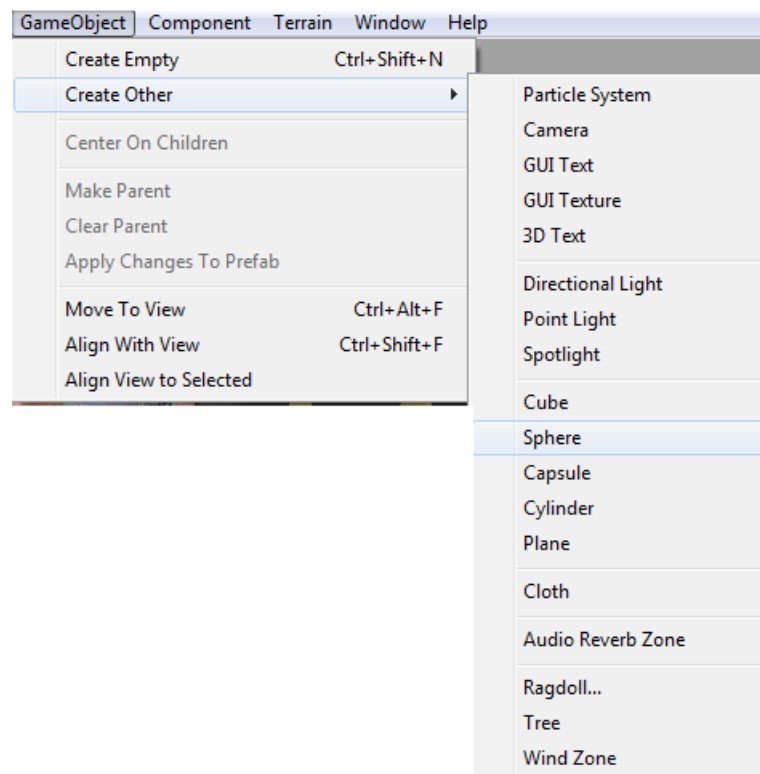 GameObject Component Terrain Window Help
Create Empty Ctrl+Shift+N
Create Other
Center On Children
Make Parent
Clear Parent
Apply Changes To Prefab
Move To View Ctrl+Alt+F
Align With View Ctrl+Shift+F
Align View to Selected
Particle System
Camera
GUI Text
GUI Texture
3D Text
Directional Light
Point Light
Spotlight
Cube
Sphere
Capsule
Cylinder
Plane
Cloth
Audio Reverb Zone
Ragdoll...
Tree
Wind Zone